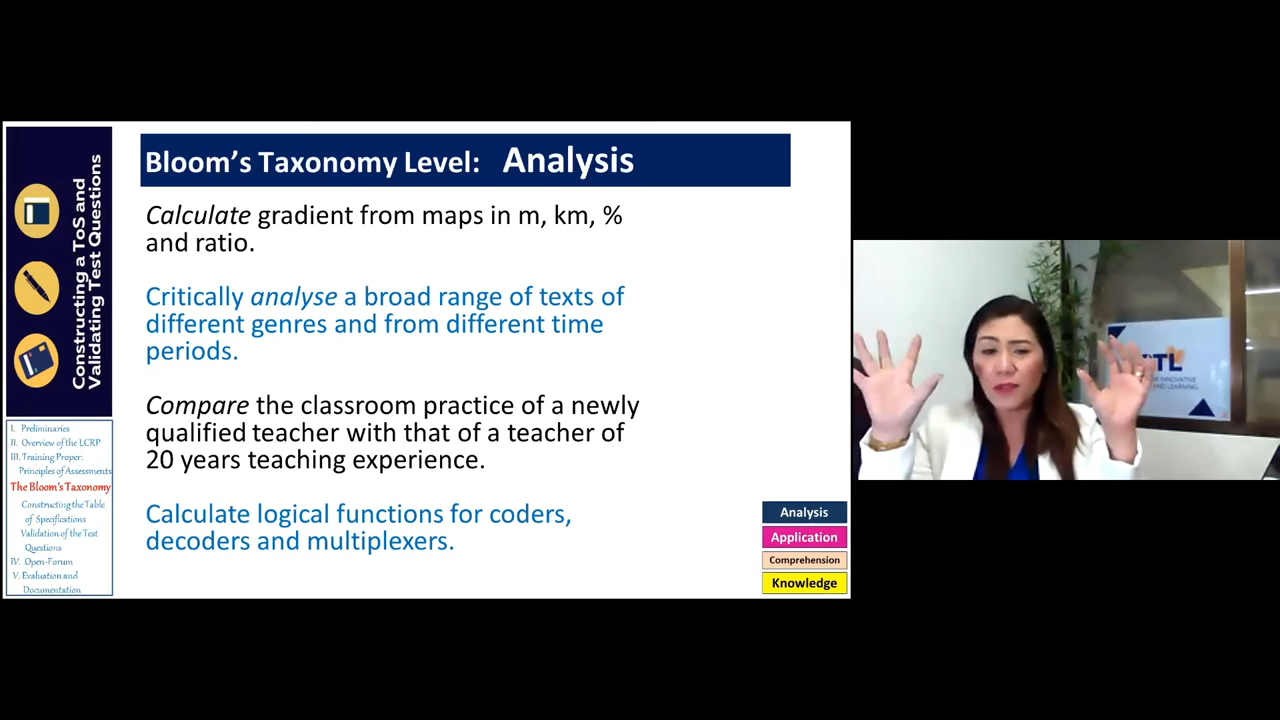 Constructing a ToS and
Validating Test Questions
I. Preliminaries
II. Overview of the LCRP
III. Training Proper:
Principles of Assessments
The Bloom's Taxonomy
Constructing the Table
of Specifications
Validation of the Test
Questions
IV. Open-Forum
V. Evaluation and
Documentation
Bloom's Taxonomy Level: Analysis
Calculate gradient from maps in m, km, %
and ratio.
Critically analyse a broad range of texts of
different genres and from different time
periods.
Compare the classroom practice of a newly
qualified teacher with that of a teacher of
20 years teaching experience.
Calculate logical functions for coders,
decoders and multiplexers.
Analysis
Application
Comprehension
Knowledge
TL
INNOVATIVE
AND LEARNING